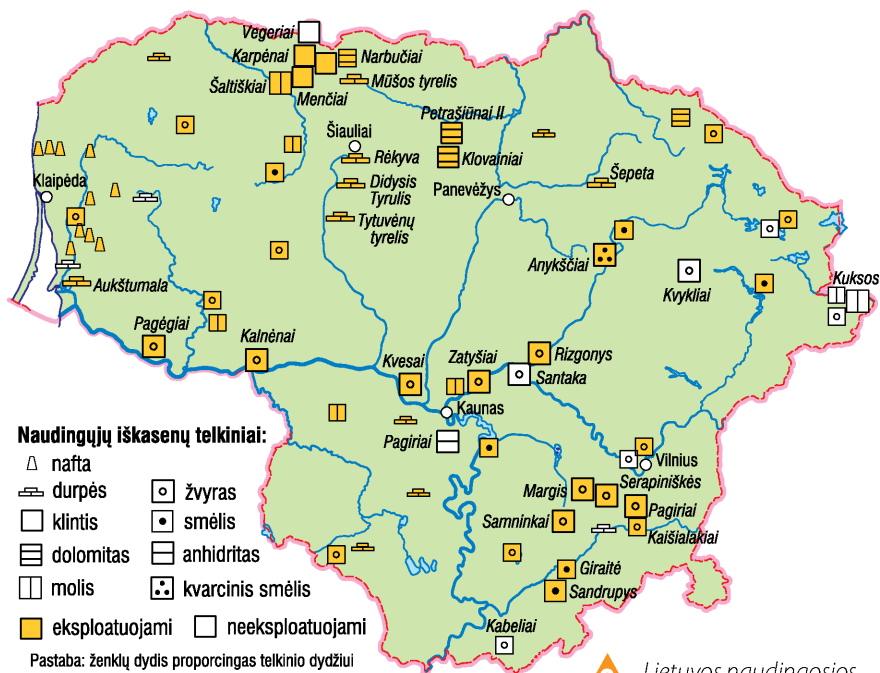 Vegeriai
Karpėnai
Narbučiai
Šaltiškiai
Menčiai
Mūšos tyrelis
Petrašiūnai II
Šiauliai
Rėkyva
Klovainiai
Klaipėda
Didysis
Tyrulis
Panevėžys
Šepeta
Tytuvėnų
tyrelis
Anykščiai
Kvykliai
Kuksos
Aukštumala
Pagėgiai
Kalnėnai
Kvesai
Zatyšiai
Rizgonys
Santaka
Kaunas
Pagiriai
Vilnius
Serapiniškės
Margis
Pagiriai
Samninkai
Kaišialakiai
Giraitė
Sandrupys
Kabeliai
Naudingųjų iškasenų telkiniai:
nafta
durpės
žvyras
klintis
smėlis
dolomitas
anhidritas
molis
kvarcinis smėlis
eksploatuojami
neeksploatuojami
Pastaba: ženklų dydis proporcingas telkinio dydžiui
Lietuvos naudingosios